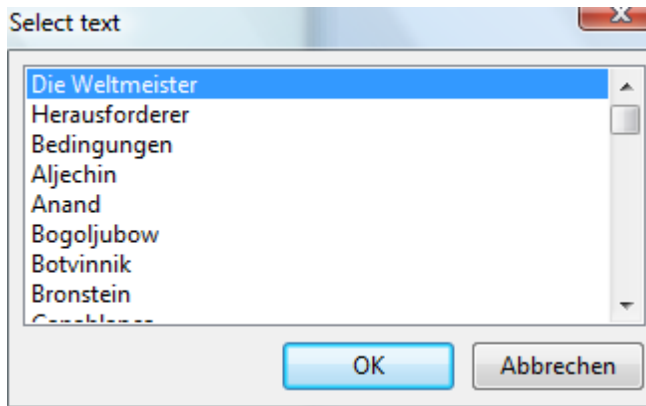 Select text
Die Weltmeister
Herausforderer
Bedingungen
Aljechin
Anand
Bogoljubow
Botvinnik
Bronstein
OK Abbrechen